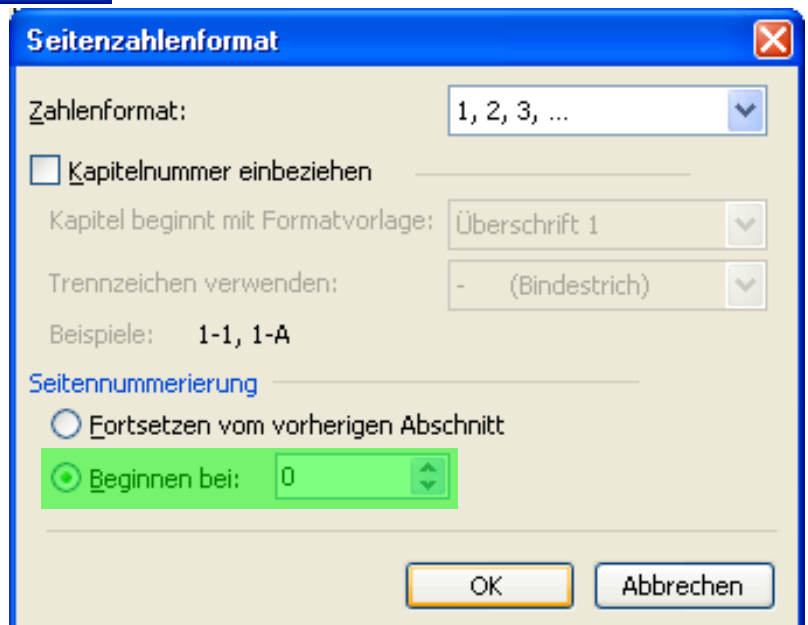 Seitenzahlenformat
Zahlenformat: 1, 2, 3, ...
Kapitelnummer einbeziehen
Kapitel beginnt mit Formatvorlage: Überschrift 1
Trennzeichen verwenden: - (Bindestrich)
Beispiele: 1-1, 1-A
Seitennummerierung
Fortsetzen vom vorherigen Abschnitt
Beginnen bei: 0
OK Abbrechen